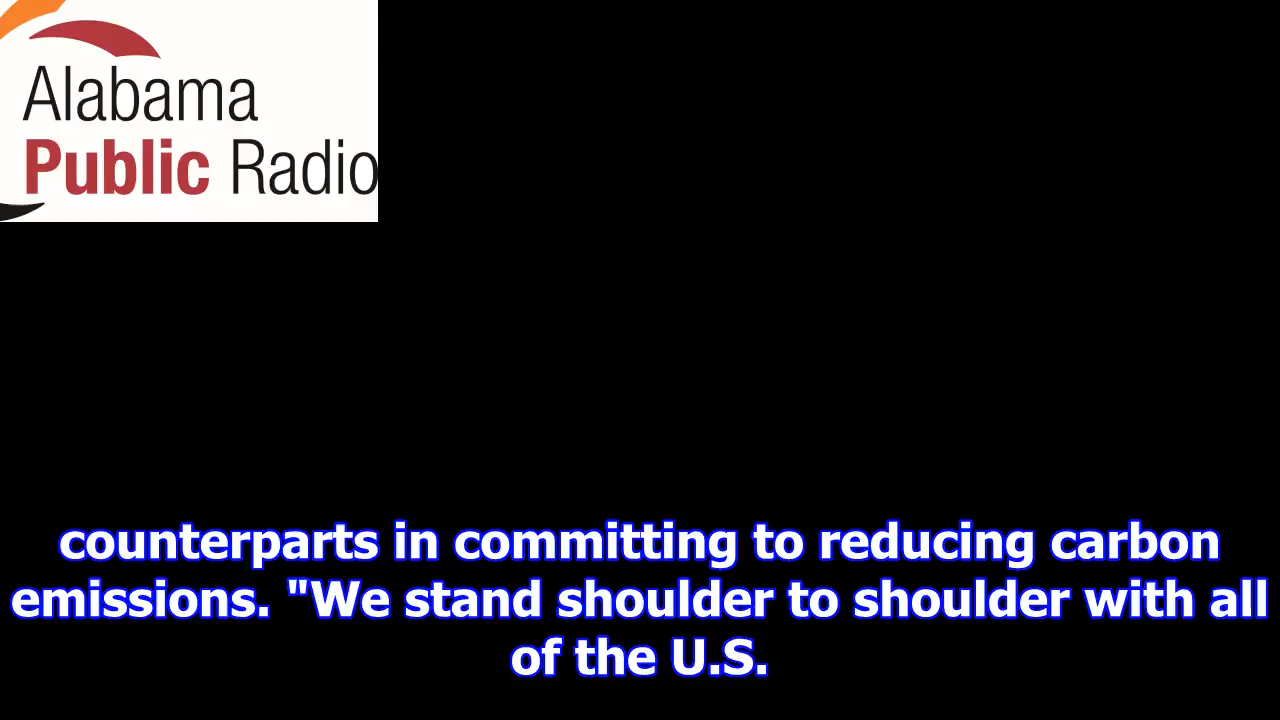 Alabama
Public Radio
counterparts in committing to reducing carbon
emissions. "We stand shoulder to shoulder with all
of the U.S.